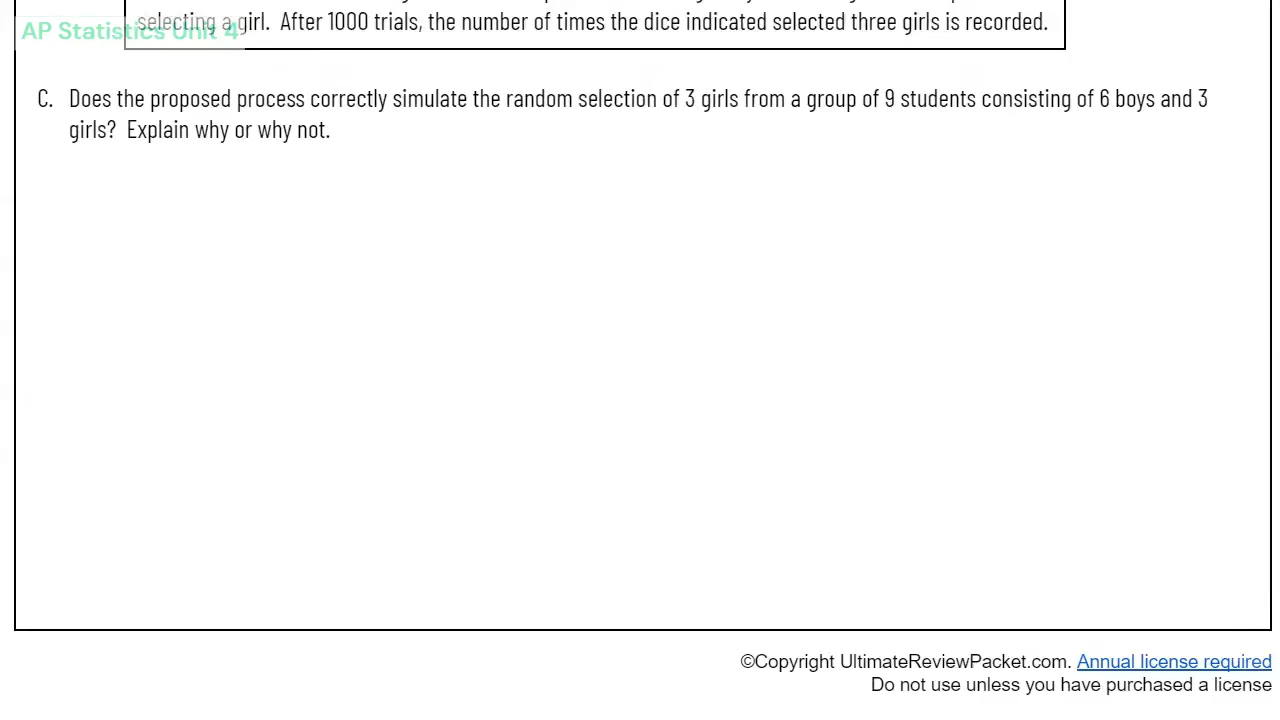 AP Statistics Unit 4
selecting a girl. After 1000 trials, the number of times the dice indicated selected three girls is recorded.
C. Does the proposed process correctly simulate the random selection of 3 girls from a group of 9 students consisting of 6 boys and 3
girls? Explain why or why not.
©Copyright UltimateReviewPacket.com. Annual license required
Do not use unless you have purchased a license